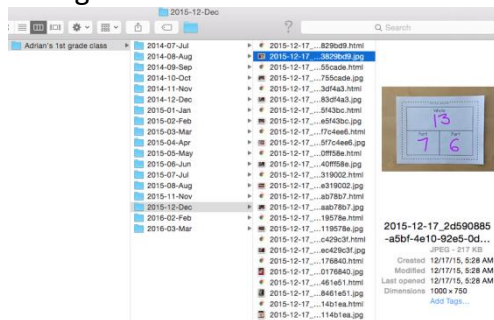 2015-12-Dec
Search
Adrian's 1st grade class
2014-07-Jul
2014-08-Aug
2014-09-Sep
2014-10-Oct
2014-11-Nov
2014-12-Dec
2015-01-Jan
2015-02-Feb
2015-03-Mar
2015-04-Apr
2015-05-May
2015-06-Jun
2015-07-Jul
2015-08-Aug
2015-11-Nov
2015-12-Dec
2016-02-Feb
2016-03-Mar
2015-12-17_...829bd9.html
2015-12-17_...3829bd9.jpg
2015-12-17_...55cade.html
2015-12-17_...755cade.jpg
2015-12-17_...3df4a3.html
2015-12-17_...83df4a3.jpg
2015-12-17_...5f43bc.html
2015-12-17_...e5f43bc.jpg
2015-12-17_...f7c4ee6.html
2015-12-17_...5f7c4ee6.jpg
2015-12-17_...0fff58e.html
2015-12-17_...40fff58e.jpg
2015-12-17_...319002.html
2015-12-17_...e319002.jpg
2015-12-17_...ab78b7.html
2015-12-17_...aab78b7.jpg
2015-12-17_...19578e.html
2015-12-17_...119578e.jpg
2015-12-17_...c429c3f.html
2015-12-17_...ec429c3f.jpg
2015-12-17_...176840.html
2015-12-17_...0176840.jpg
2015-12-17_...461e51.html
2015-12-17_...8461e51.jpg
2015-12-17_...14b1ea.html
2015-12-17_...114b1ea.jpg
13
7 6
2015-12-17_2d590885
-a5bf-4e10-92e5-0d...
JPEG - 217 KB
Created 12/17/15, 5:28 AM
Modified 12/17/15, 5:28 AM
Last opened 12/17/15, 5:28 AM
Dimensions 1000 × 750
Add Tags...